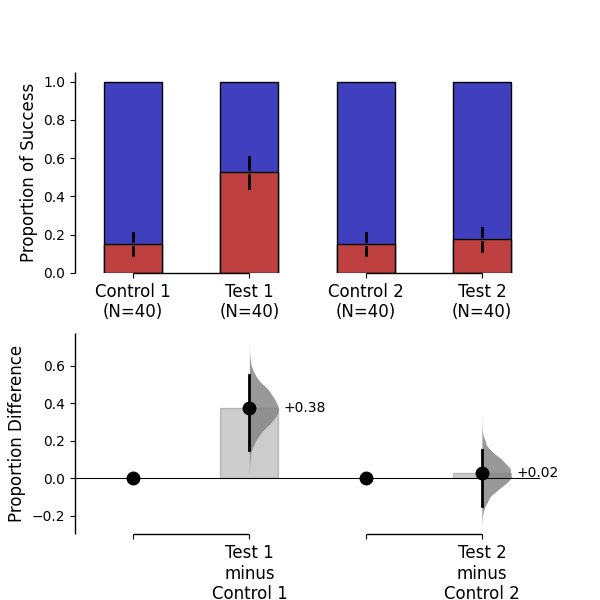 Proportion of Success
1.0
0.8
0.6
0.4
0.2
0.0
Control 1
(N=40)
Test 1
(N=40)
Control 2
(N=40)
Test 2
(N=40)
Proportion Difference
0.6
0.4
0.2
0.0
−0.2
+0.38
+0.02
Test 1
minus
Control 1
Test 2
minus
Control 2